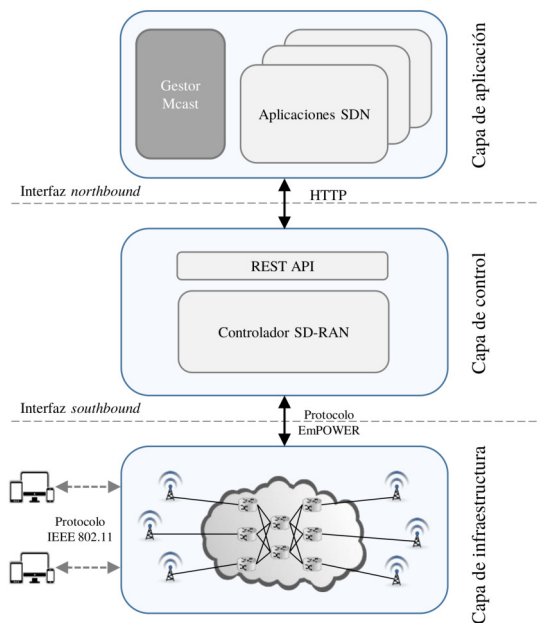 Gestor
Mcast
Aplicaciones SDN
Capa de aplicación
Interfaz northbound
HTTP
REST API
Controlador SD-RAN
Capa de control
Interfaz southbound
Protocolo
EmPOWER
Protocolo
IEEE 802.11
Capa de infraestructura